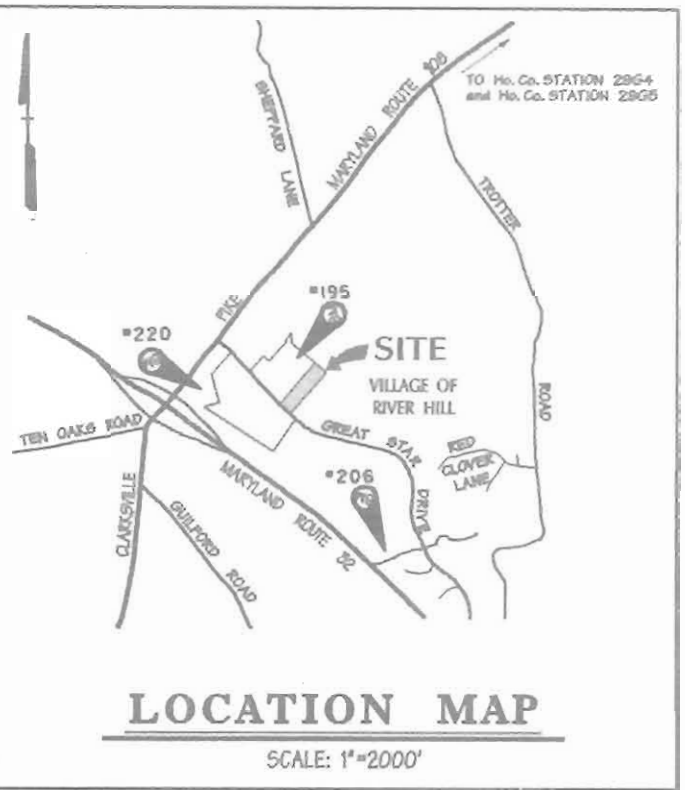 TO Ho. Co. STATION 28G4
and Ho. Co. STATION 28G5
MARYLAND ROUTE 108
SHEPPARD LANE
TROTTER
ROAD
PIKE
#195
#220
SITE
VILLAGE OF
RIVER HILL
TEN OAKS ROAD
GREAT STAR DRIVE
RED
CLOVER
LANE
#206
MARYLAND ROUTE 32
CLARKSVILLE
GUILFORD ROAD
LOCATION MAP
SCALE: 1"=2000'